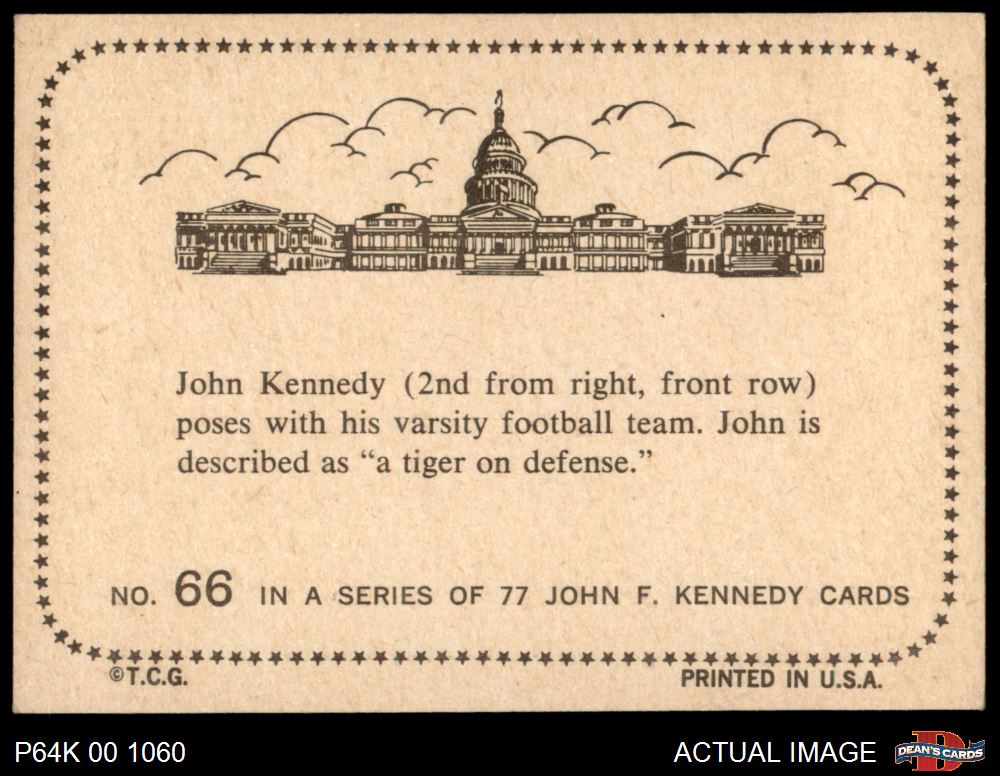 John Kennedy (2nd from right, front row)
poses with his varsity football team. John is
described as “a tiger on defense.”
NO. 66 IN A SERIES OF 77 JOHN F. KENNEDY CARDS
©T.C.G.
PRINTED IN U.S.A.
P64K 00 1060
ACTUAL IMAGE
DEAN'S CARDS